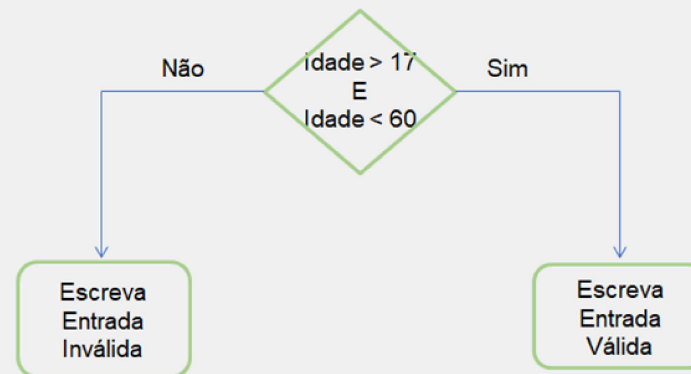 Não
Idade > 17
E
Idade < 60
Sim
Escreva
Entrada
Inválida
Escreva
Entrada
Válida